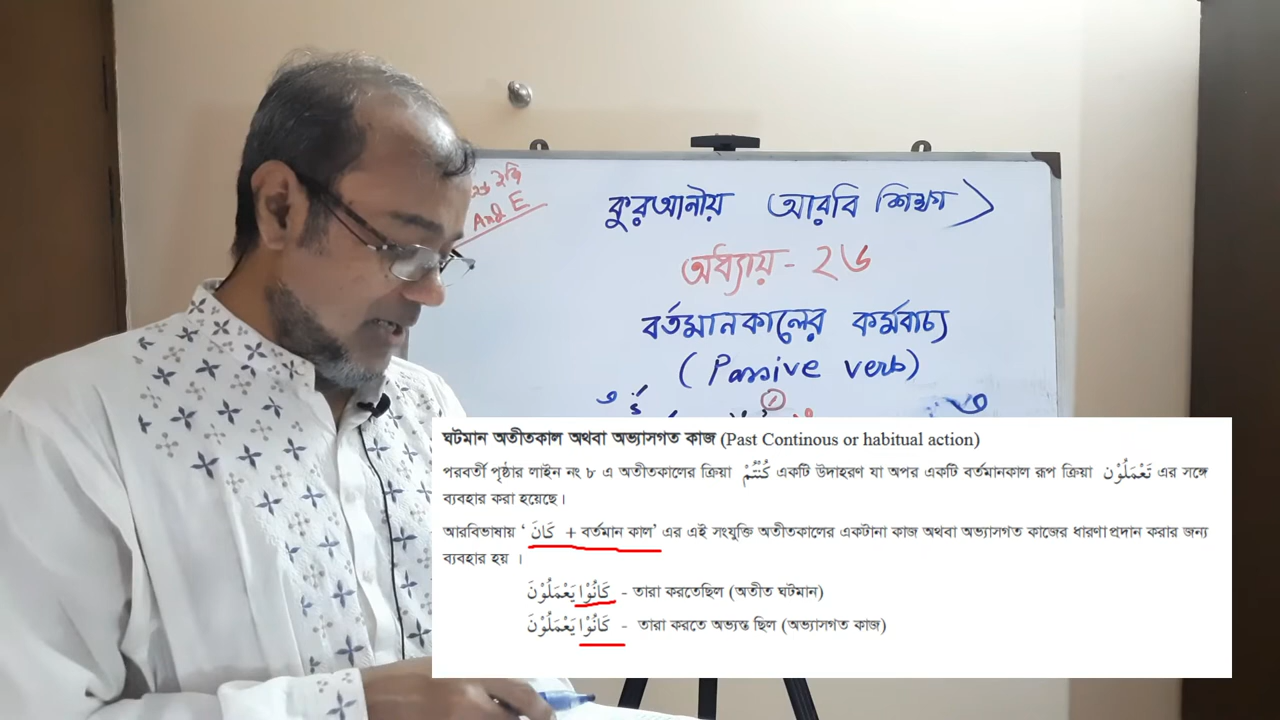 And E
কুরআনীয় আরবি শিক্ষা
অধ্যায় - ২৬
বর্তমানকালের কর্মবাচ্য
(Passive verb)
ঘটমান অতীতকাল অথবা অভ্যাসগত কাজ (Past Continous or habitual action)
পরবর্তী পৃষ্ঠার লাইন নং ৮ এ অতীতকালের ক্রিয়া كُنْتُمْ একটি উদাহরণ যা অপর একটি বর্তমানকাল রূপ ক্রিয়া تَعْمَلُوْن এর সঙ্গে
ব্যবহার করা হয়েছে।
আরবিভাষায় ‘ كَانَ + বর্তমান কাল’ এর এই সংযুক্তি অতীতকালের একটানা কাজ অথবা অভ্যাসগত কাজের ধারণা প্রদান করার জন্য
ব্যবহার হয় ।
كَانُوْا يَعْمَلُوْنَ - তারা করতেছিল (অতীত ঘটমান)
كَانُوْا يَعْمَلُوْنَ - তারা করতে অভ্যস্ত ছিল (অভ্যাসগত কাজ)